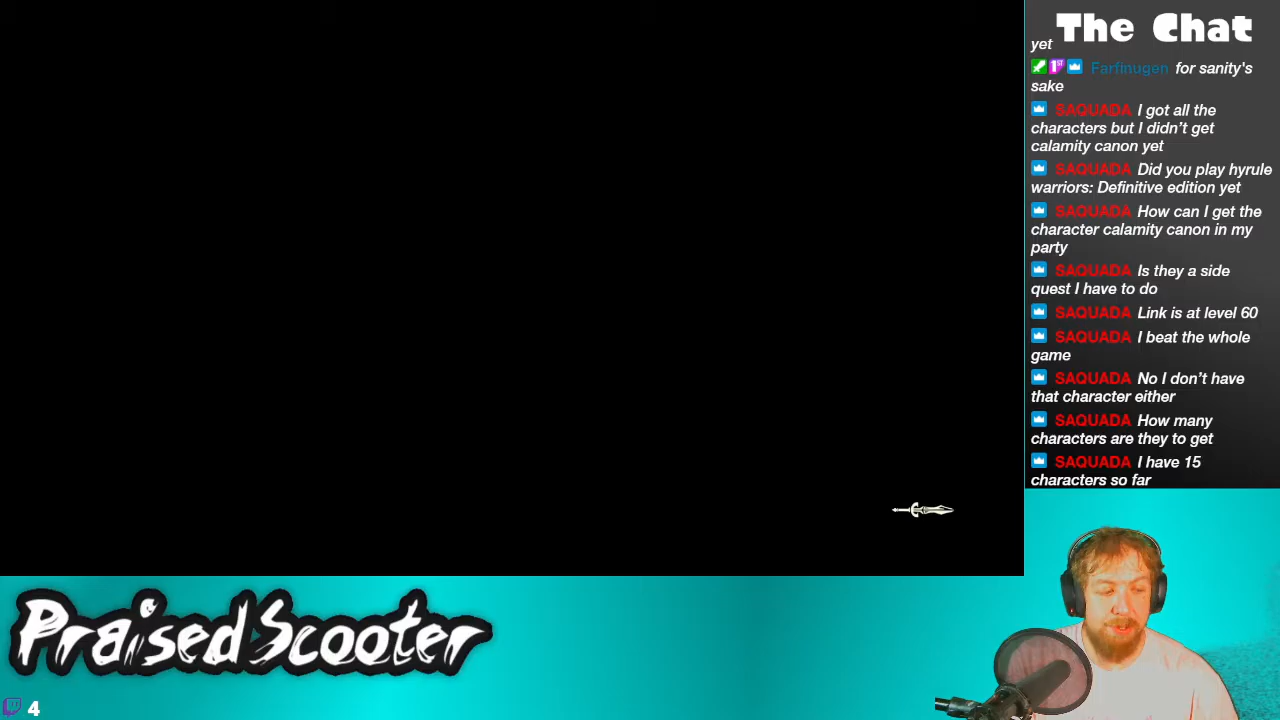 The Chat
yet
Farfinugen for sanity's
sake
SAQUADA I got all the
characters but I didn't get
calamity canon yet
SAQUADA Did you play hyrule
warriors: Definitive edition yet
SAQUADA How can I get the
character calamity canon in my
party
SAQUADA Is they a side
quest I have to do
SAQUADA Link is at level 60
SAQUADA I beat the whole
game
SAQUADA No I don't have
that character either
SAQUADA How many
characters are they to get
SAQUADA I have 15
characters so far
PraisedScooter
4